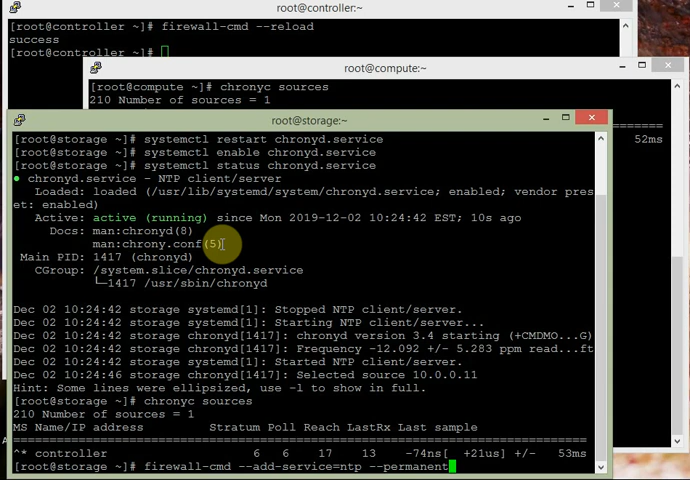 root@controller:~
[root@controller ~]# firewall-cmd --reload
success
[root@controller ~]#
root@compute:~
[root@compute ~]# chronyc sources
210 Number of sources = 1
52ms
root@storage:~
[root@storage ~]# systemctl restart chronyd.service
[root@storage ~]# systemctl enable chronyd.service
[root@storage ~]# systemctl status chronyd.service
● chronyd.service - NTP client/server
Loaded: loaded (/usr/lib/systemd/system/chronyd.service; enabled; vendor pres
et: enabled)
Active: active (running) since Mon 2019-12-02 10:24:42 EST; 10s ago
Docs: man:chronyd(8)
man:chrony.conf(5)
Main PID: 1417 (chronyd)
CGroup: /system.slice/chronyd.service
└─1417 /usr/sbin/chronyd
Dec 02 10:24:42 storage systemd[1]: Stopped NTP client/server.
Dec 02 10:24:42 storage systemd[1]: Starting NTP client/server...
Dec 02 10:24:42 storage chronyd[1417]: chronyd version 3.4 starting (+CMDMO...G)
Dec 02 10:24:42 storage chronyd[1417]: Frequency -12.092 +/- 5.283 ppm read...ft
Dec 02 10:24:42 storage systemd[1]: Started NTP client/server.
Dec 02 10:24:46 storage chronyd[1417]: Selected source 10.0.0.11
Hint: Some lines were ellipsized, use -l to show in full.
[root@storage ~]# chronyc sources
210 Number of sources = 1
MS Name/IP address Stratum Poll Reach LastRx Last sample
===============================================================================
^* controller 6 6 17 13 -74ns[ +21us] +/- 53ms
[root@storage ~]# firewall-cmd --add-service=ntp --permanent